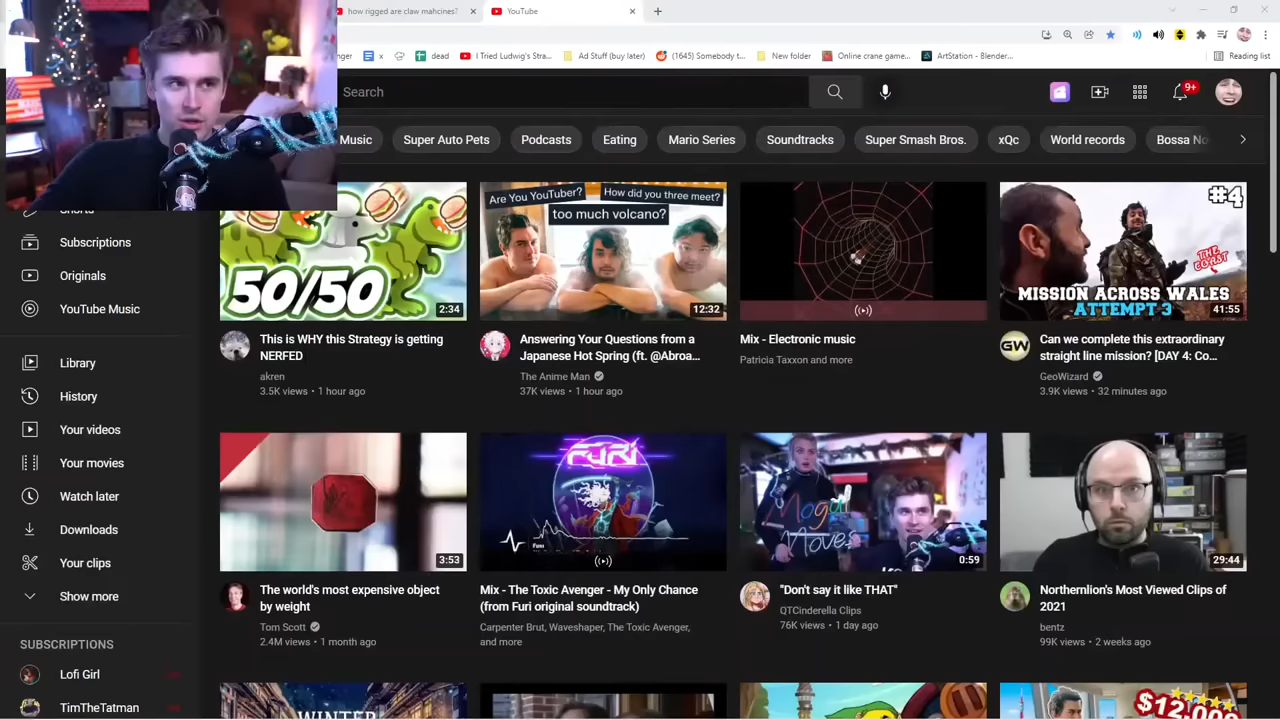 how rigged are claw mahcines?
YouTube
nger
x
dead
I Tried Ludwig's Stra...
Ad Stuff (buy later)
(1645) Somebody t...
New folder
Online crane game...
ArtStation - Blender...
Reading list
Search
9+
Music
Super Auto Pets
Podcasts
Eating
Mario Series
Soundtracks
Super Smash Bros.
xQc
World records
Bossa No
Shorts
Subscriptions
Originals
YouTube Music
Library
History
Your videos
Your movies
Watch later
Downloads
Your clips
Show more
SUBSCRIPTIONS
Lofi Girl
TimTheTatman
50/50
2:34
This is WHY this Strategy is getting
NERFED
akren
3.5K views • 1 hour ago
Are You YouTuber?
How did you three meet?
too much volcano?
12:32
Answering Your Questions from a
Japanese Hot Spring (ft. @Abroa...
The Anime Man
37K views • 1 hour ago
Mix - Electronic music
Patricia Taxxon and more
#4
THE COAST
MISSION ACROSS WALES
ATTEMPT 3
41:55
GW
Can we complete this extraordinary
straight line mission? [DAY 4: Co...
GeoWizard
3.9K views • 32 minutes ago
3:53
The world's most expensive object
by weight
Tom Scott
2.4M views • 1 month ago
FURI
Furi
Mix - The Toxic Avenger - My Only Chance
(from Furi original soundtrack)
Carpenter Brut, Waveshaper, The Toxic Avenger,
and more
Mogul
Moves
0:59
"Don't say it like THAT"
QTCinderella Clips
76K views • 1 day ago
29:44
Northernlion's Most Viewed Clips of
2021
bentz
99K views • 2 weeks ago
WINTER
$12,000